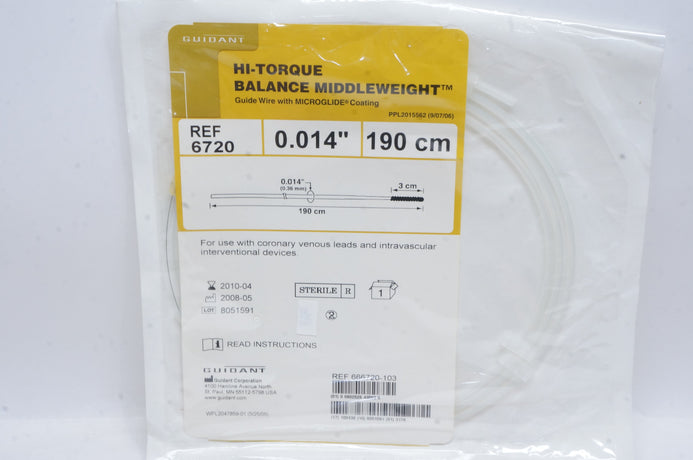 GUIDANT
HI-TORQUE
BALANCE MIDDLEWEIGHT™
Guide Wire with MICROGLIDE® Coating
PPL2015562 (9/07/06)
REF
6720
0.014"
190 cm
0.014"
(0.36 mm)
3 cm
190 cm
For use with coronary venous leads and intravascular
interventional devices.
2010-04
2008-05
LOT 8051591
STERILE R
1
2
i READ INSTRUCTIONS
GUIDANT
Guidant Corporation
4100 Hamline Avenue North
St. Paul, MN 55112-5798 USA
www.guidant.com
REF 666720-103